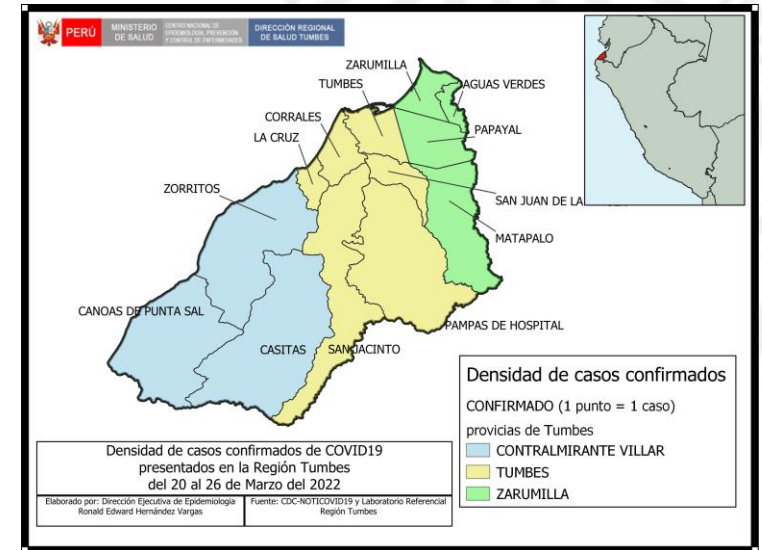 PERÚ
MINISTERIO
DE SALUD
CENTRO NACIONAL DE
EPIDEMIOLOGIA, PREVENCIÓN
Y CONTROL DE ENFERMEDADES
DIRECCIÓN REGIONAL
DE SALUD TUMBES
ZARUMILLA
TUMBES
AGUAS VERDES
CORRALES
PAPAYAL
LA CRUZ
ZORRITOS
SAN JUAN DE LA
MATAPALO
CANOAS DE PUNTA SAL
PAMPAS DE HOSPITAL
CASITAS
SAN JACINTO
Densidad de casos confirmados
CONFIRMADO (1 punto = 1 caso)
provicias de Tumbes
CONTRALMIRANTE VILLAR
TUMBES
ZARUMILLA
Densidad de casos confirmados de COVID19
presentados en la Región Tumbes
del 20 al 26 de Marzo del 2022
Elaborado por: Dirección Ejecutiva de Epidemiologia
Ronald Edward Hernández Vargas
Fuente: CDC-NOTICOVID19 y Laboratorio Referencial
Región Tumbes